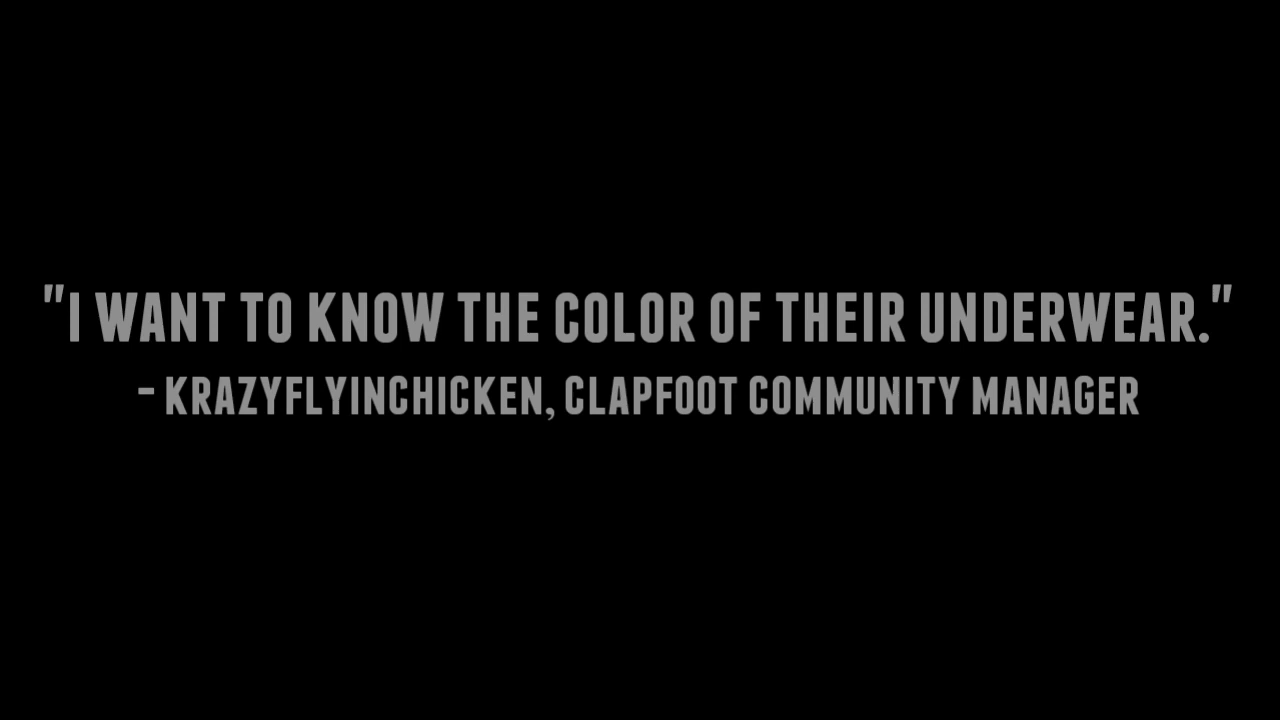 "I WANT TO KNOW THE COLOR OF THEIR UNDERWEAR."
- KRAZYFLYINCHICKEN, CLAPFOOT COMMUNITY MANAGER